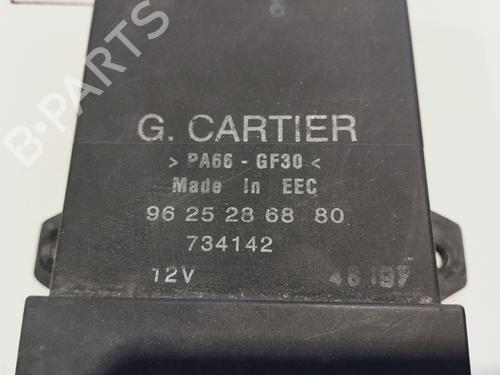 B-PARTS
G. CARTIER
> PA66 - GF30 <
Made in EEC
96 25 28 68 80
734142
12V